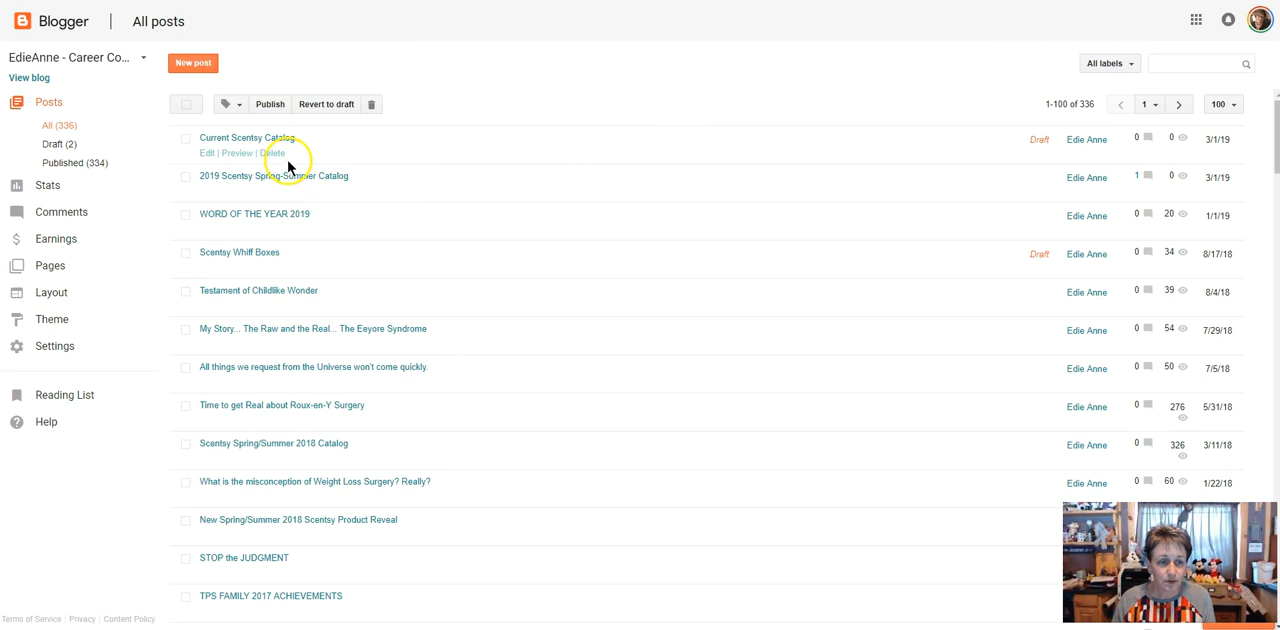 Blogger | All posts
EdieAnne - Career Co...
View blog
New post
All labels
Posts
All (336)
Draft (2)
Published (334)
Stats
Comments
Earnings
Pages
Layout
Theme
Settings
Reading List
Help
Publish Revert to draft
1-100 of 336 1 100
Current Scentsy Catalog Draft Edie Anne 0 0 3/1/19
Edit | Preview | Delete
2019 Scentsy Spring-Summer Catalog Edie Anne 1 0 3/1/19
WORD OF THE YEAR 2019 Edie Anne 0 20 1/1/19
Scentsy Whiff Boxes Draft Edie Anne 0 34 8/17/18
Testament of Childlike Wonder Edie Anne 0 39 8/4/18
My Story... The Raw and the Real... The Eeyore Syndrome Edie Anne 0 54 7/29/18
All things we request from the Universe won't come quickly. Edie Anne 0 50 7/5/18
Time to get Real about Roux-en-Y Surgery Edie Anne 0 276 5/31/18
Scentsy Spring/Summer 2018 Catalog Edie Anne 0 326 3/11/18
What is the misconception of Weight Loss Surgery? Really? Edie Anne 0 60 1/22/18
New Spring/Summer 2018 Scentsy Product Reveal
STOP the JUDGMENT
TPS FAMILY 2017 ACHIEVEMENTS
Terms of Service | Privacy | Content Policy